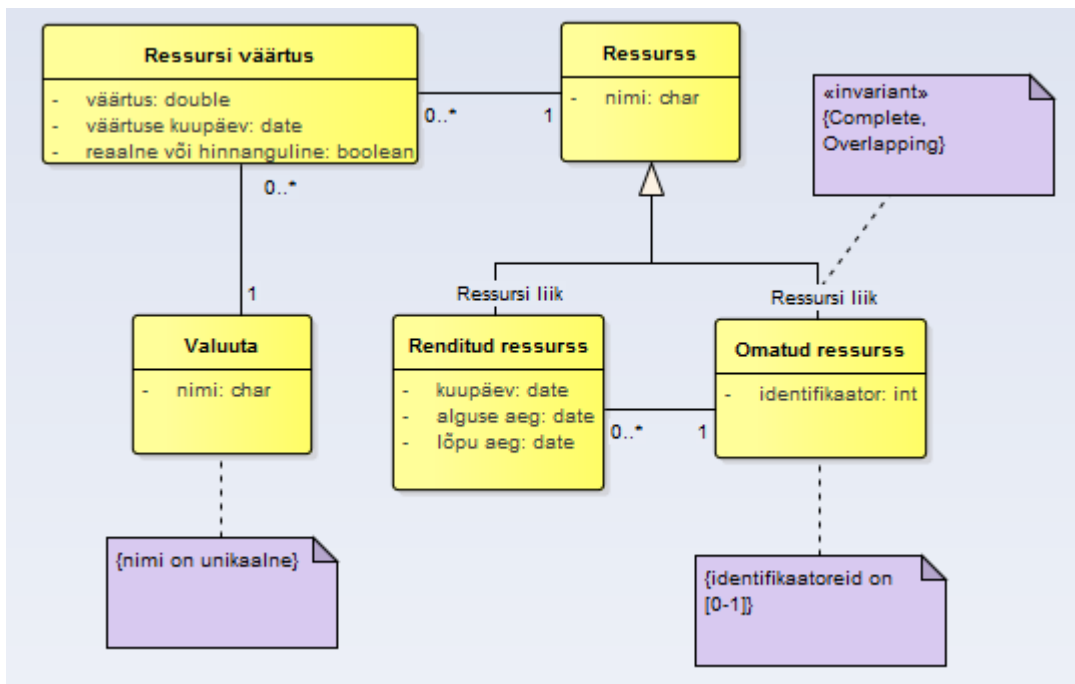 Ressursi väärtus
- väärtus: double
- väärtuse kuupäev: date
- reaalne või hinnanguline: boolean
Ressurss
- nimi: char
0..*
1
«invariant»
{Complete,
Overlapping}
0..*
1
Ressursi liik
Ressursi liik
Valuuta
- nimi: char
Renditud ressurss
- kuupäev: date
- alguse aeg: date
- lõpu aeg: date
0..*
1
Omatud ressurss
- identifikaator: int
{nimi on unikaalne}
{identifikaatoreid on
[0-1]}